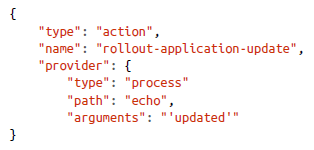 {
    "type": "action",
    "name": "rollout-application-update",
    "provider": {
        "type": "process"
        "path": "echo",
        "arguments": "'updated'"
}